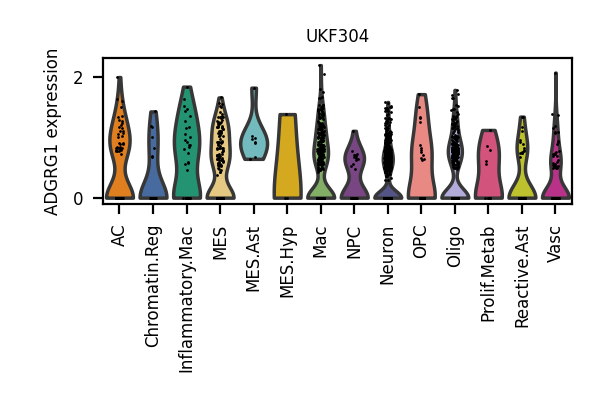 UKF304
ADGRG1 expression
2
0
AC
Chromatin.Reg
Inflammatory.Mac
MES
MES.Ast
MES.Hyp
Mac
NPC
Neuron
OPC
Oligo
Prolif.Metab
Reactive.Ast
Vasc